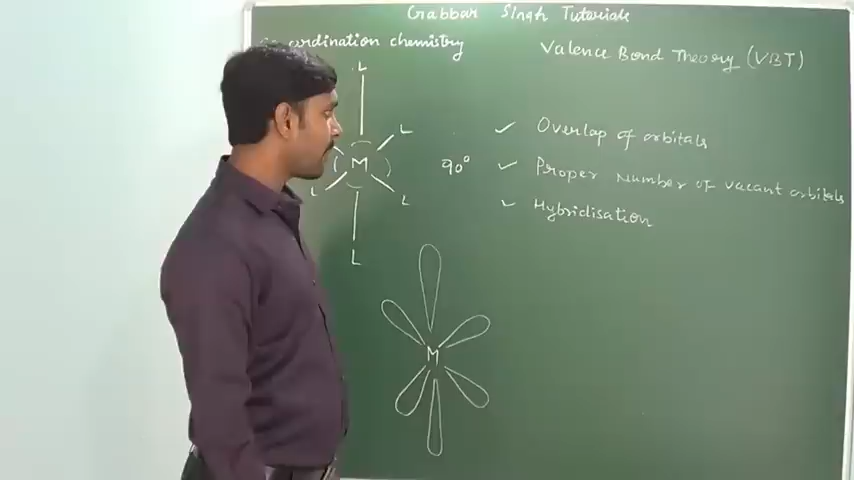 Gabbar Singh Tutorials
co-ordination chemistry
Valence Bond Theory (VBT)
L
L
M
L
L
L
90°
✓ Overlap of orbitals
✓ Proper Number of vacant orbitals
✓ Hybridisation
M